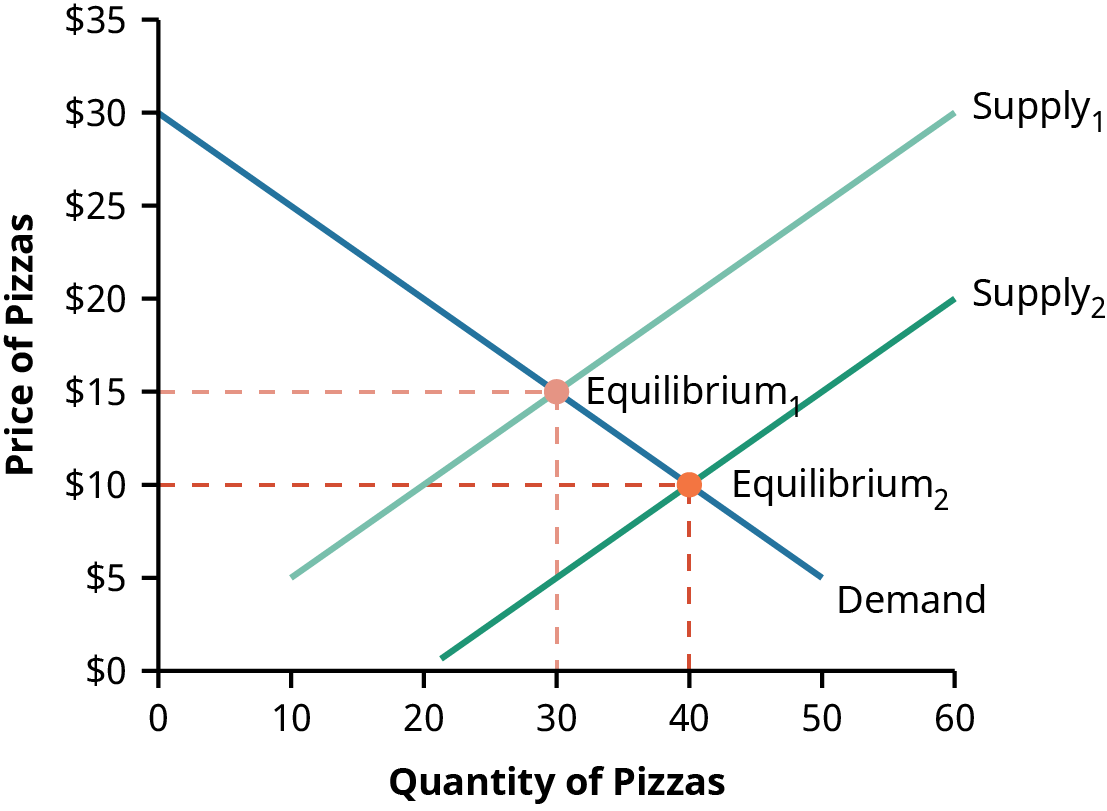 $35
$30
$25
$20
$15
$10
$5
$0
Price of Pizzas
Supply₁
Supply₂
Equilibrium₁
Equilibrium₂
Demand
0 10 20 30 40 50 60
Quantity of Pizzas